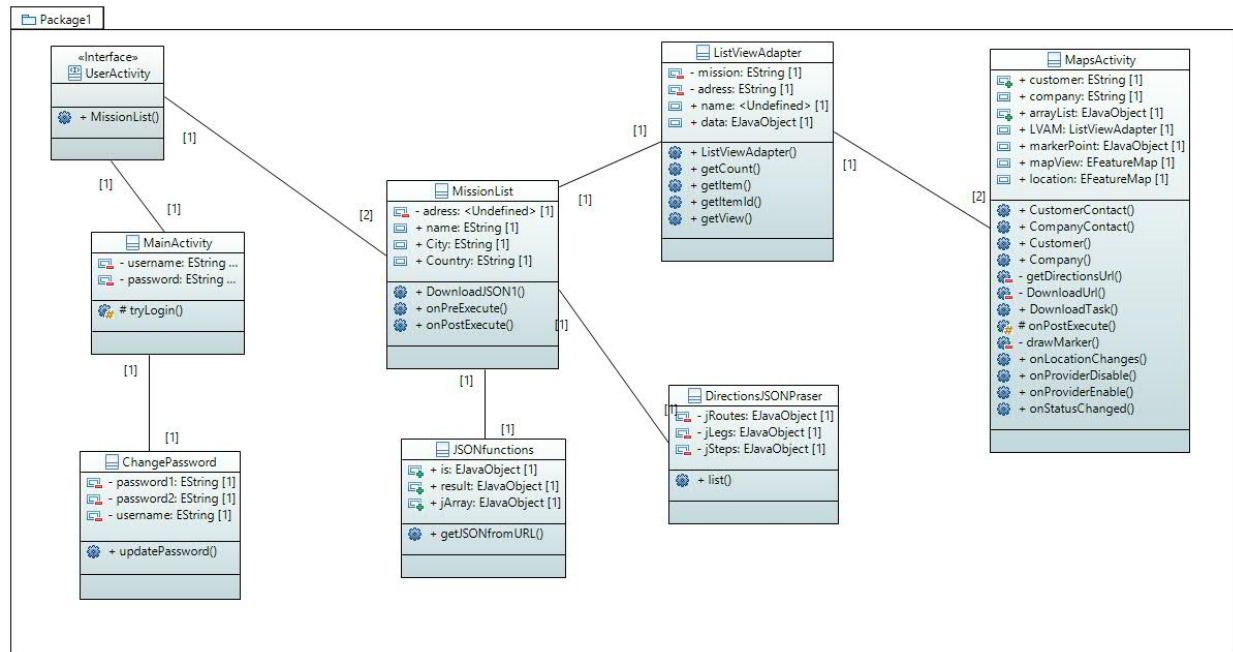 Package1
«Interface»
UserActivity
+ MissionList()
[1]
[1]
[1]
[2]
MainActivity
- username: EString ...
- password: EString ...
# tryLogin()
[1]
[1]
ChangePassword
- password1: EString [1]
- password2: EString [1]
- username: EString [1]
+ updatePassword()
MissionList
- adress: <Undefined> [1]
+ name: EString [1]
+ City: EString [1]
+ Country: EString [1]
+ DownloadJSON1()
+ onPreExecute()
+ onPostExecute()
[1]
[1]
[1]
[1]
[1]
[1]
JSONfunctions
+ is: EJavaObject [1]
+ result: EJavaObject [1]
+ jArray: EJavaObject [1]
+ getJSONfromURL()
ListViewAdapter
- mission: EString [1]
- adress: EString [1]
+ name: <Undefined> [1]
+ data: EJavaObject [1]
+ ListViewAdapter()
+ getCount()
+ getItem()
+ getItemId()
+ getView()
[1]
[2]
DirectionsJSONPraser
- jRoutes: EJavaObject [1]
- jLegs: EJavaObject [1]
- jSteps: EJavaObject [1]
+ list()
MapsActivity
+ customer: EString [1]
+ company: EString [1]
+ arrayList: EJavaObject [1]
+ LVAM: ListViewAdapter [1]
+ markerPoint: EJavaObject [1]
+ mapView: EFeatureMap [1]
+ location: EFeatureMap [1]
+ CustomerContact()
+ CompanyContact()
+ Customer()
+ Company()
- getDirectionsUrl()
- DownloadUrl()
+ DownloadTask()
# onPostExecute()
- drawMarker()
+ onLocationChanges()
+ onProviderDisable()
+ onProviderEnable()
+ onStatusChanged()